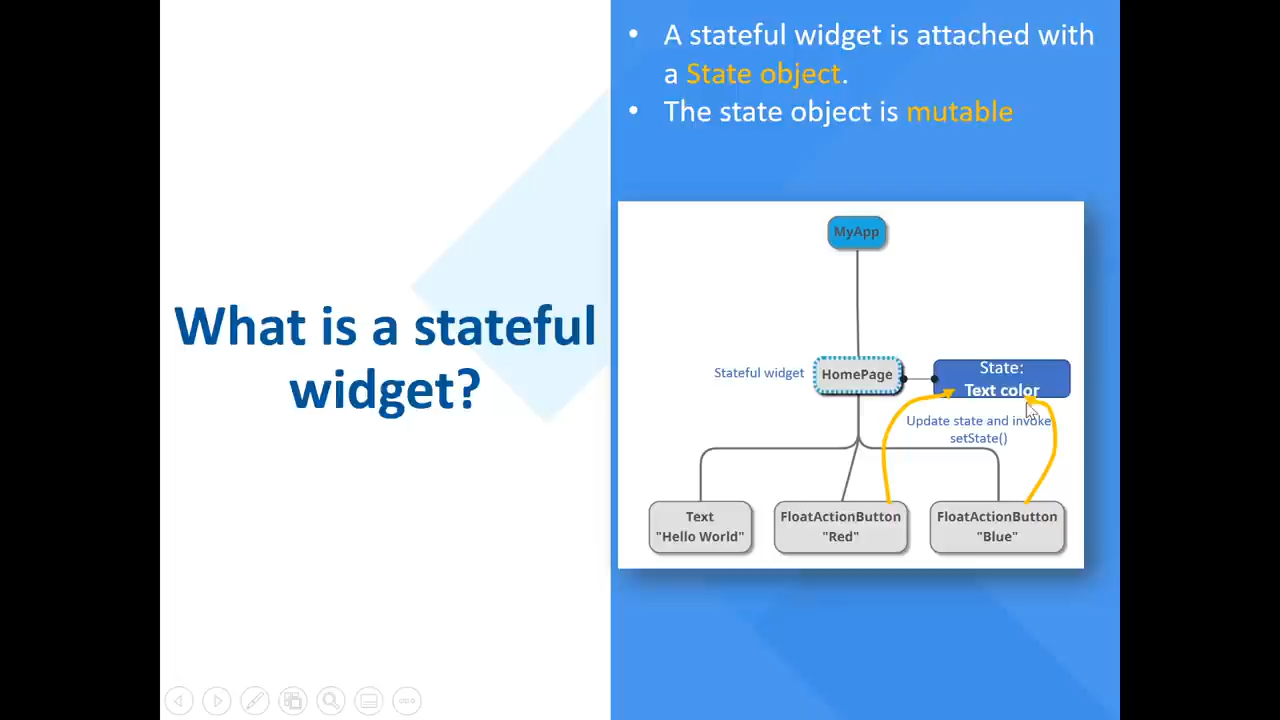 What is a stateful
widget?
• A stateful widget is attached with
a State object.
• The state object is mutable
MyApp
Stateful widget
HomePage
State:
Text color
Update state and invoke
setState()
Text
"Hello World"
FloatActionButton
"Red"
FloatActionButton
"Blue"